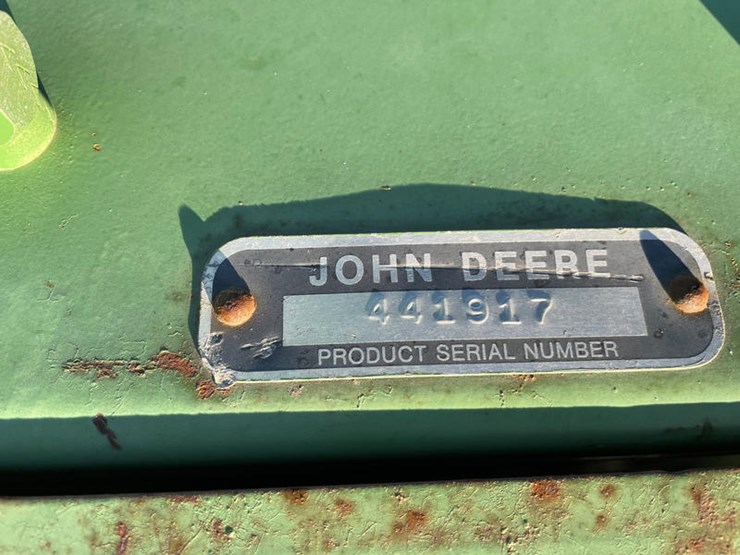 JOHN DEERE
441917
PRODUCT SERIAL NUMBER